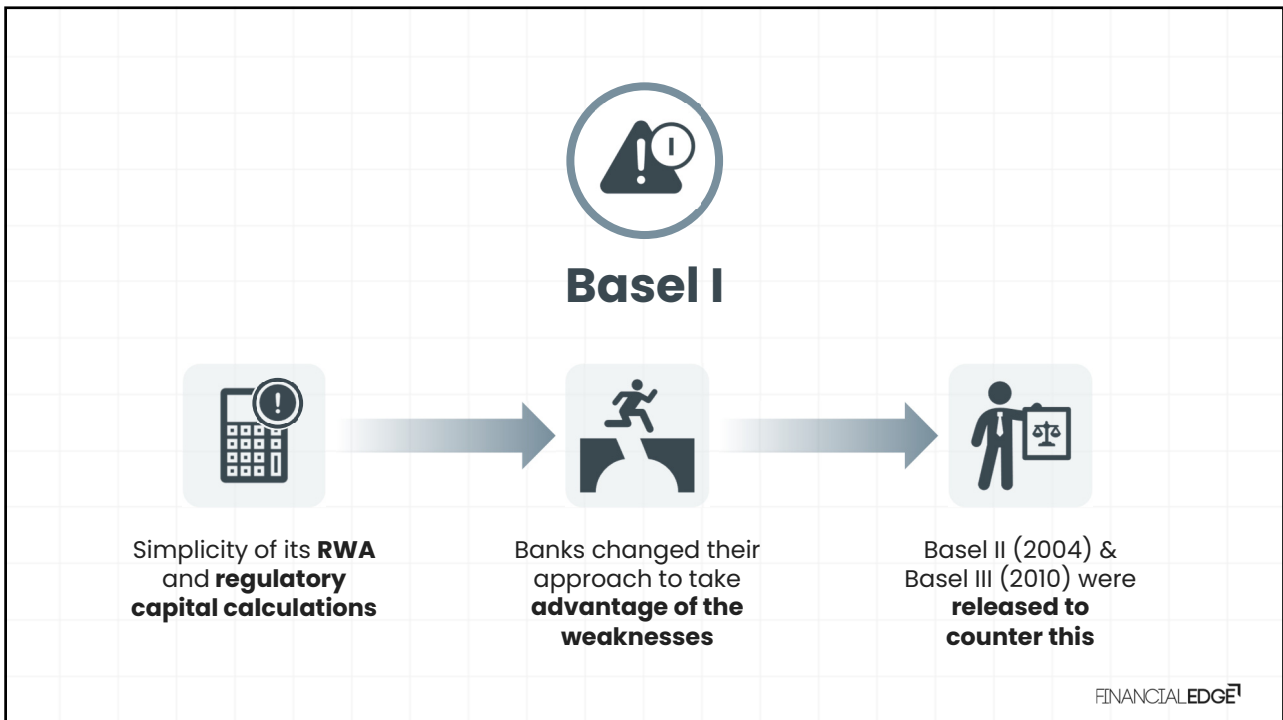 I
Basel I
Simplicity of its RWA
and regulatory
capital calculations
Banks changed their
approach to take
advantage of the
weaknesses
Basel II (2004) &
Basel III (2010) were
released to
counter this
FINANCIALEDGE